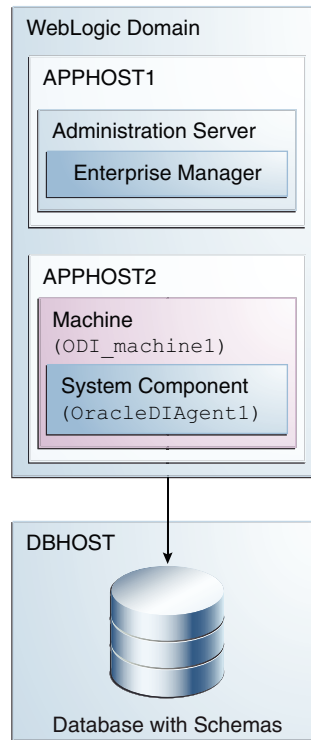 WebLogic Domain
APPHOST1
Administration Server
Enterprise Manager
APPHOST2
Machine
(ODI_machine1)
System Component
(OracleDIAgent1)
DBHOST
Database with Schemas